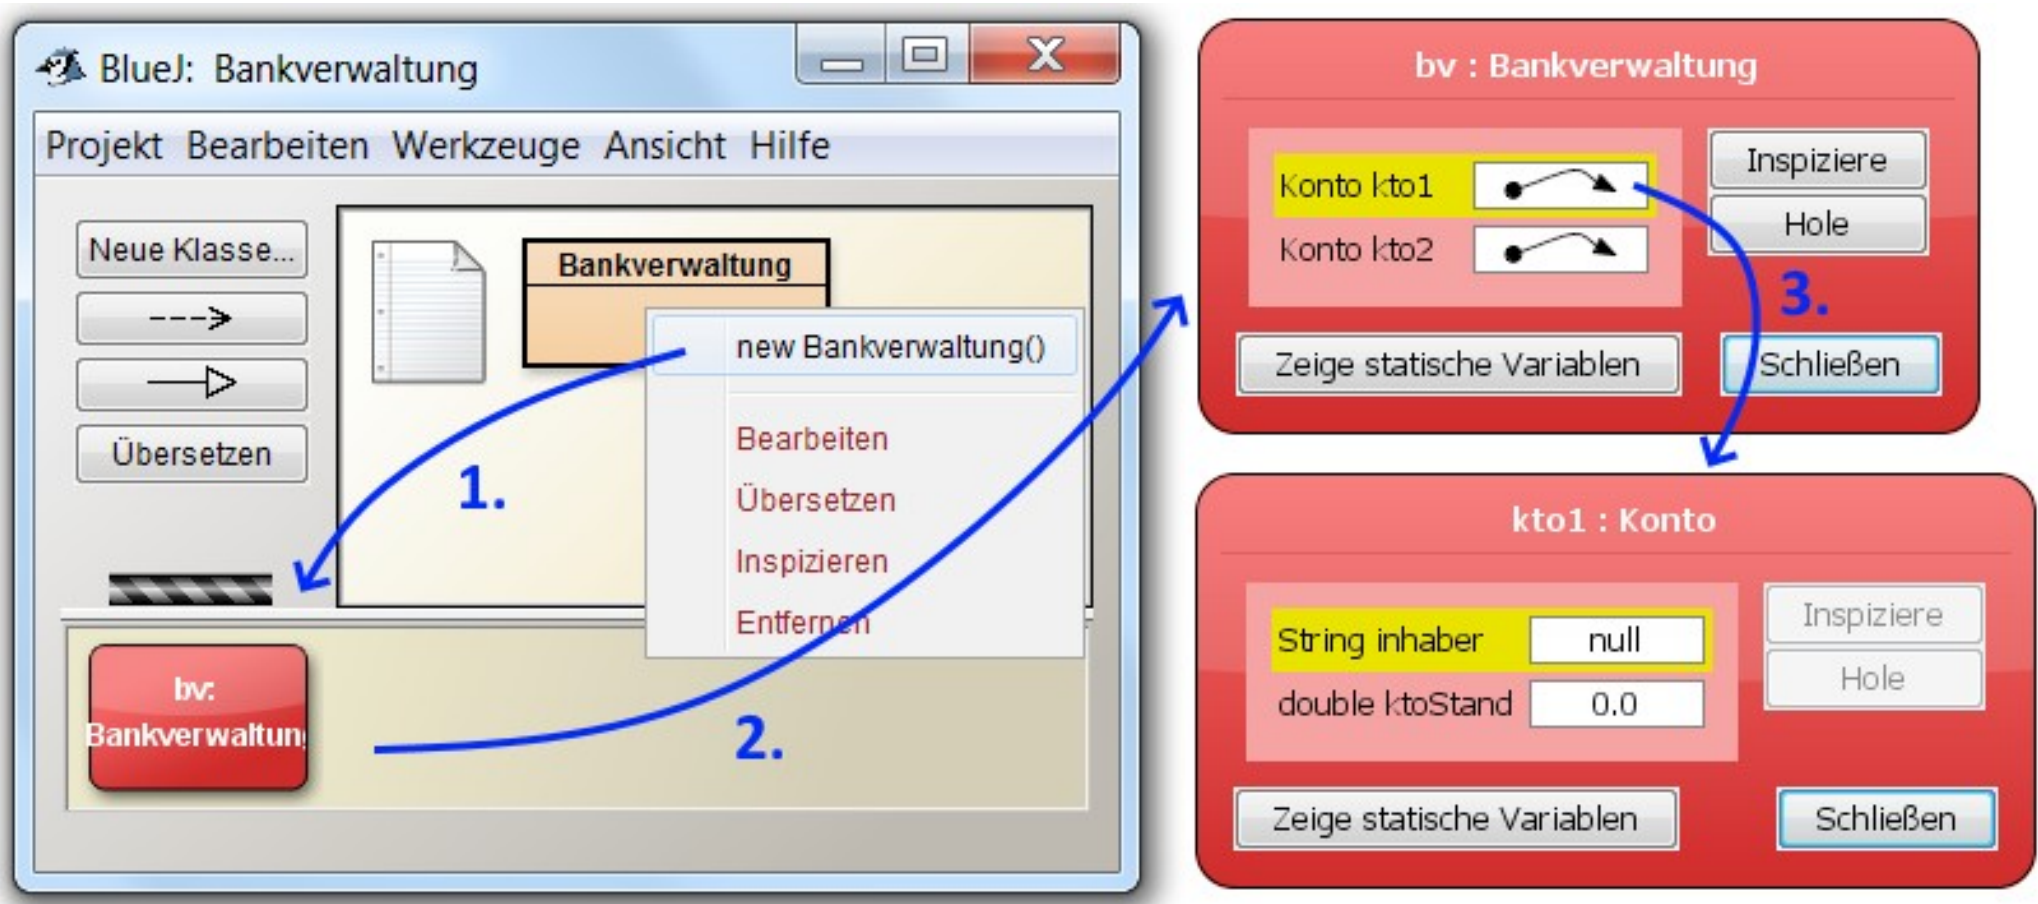 BlueJ: Bankverwaltung
Projekt Bearbeiten Werkzeuge Ansicht Hilfe
Neue Klasse...
Übersetzen
Bankverwaltung
new Bankverwaltung()
Bearbeiten
Übersetzen
Inspizieren
Entfernen
1.
bv:
Bankverwaltun
2.
bv : Bankverwaltung
Konto kto1
Konto kto2
Inspiziere
Hole
3.
Zeige statische Variablen
Schließen
kto1 : Konto
String inhaber null
double ktoStand 0.0
Inspiziere
Hole
Zeige statische Variablen
Schließen